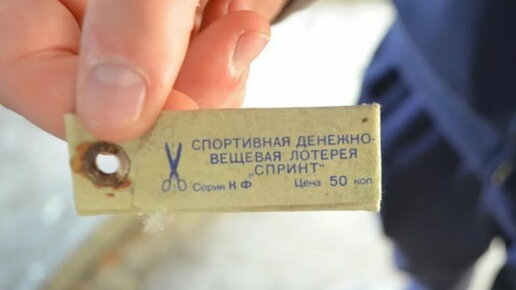 СПОРТИВНАЯ ДЕНЕЖНО-
ВЕЩЕВАЯ ЛОТЕРЕЯ
„СПРИНТ“
Серия К Ф Цена 50 коп.